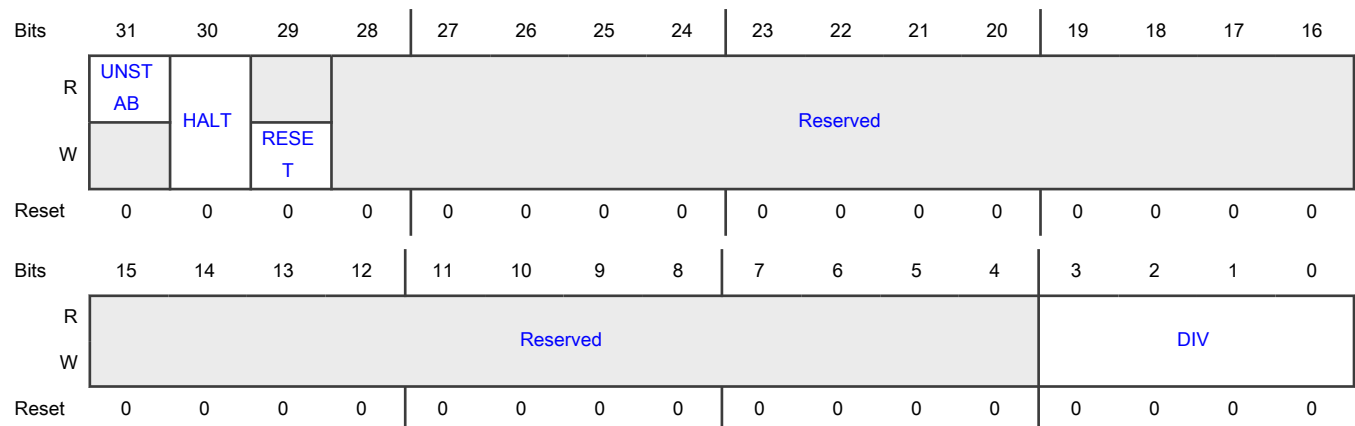 Bits 31 30 29 28 27 26 25 24 23 22 21 20 19 18 17 16
R UNST
AB
HALT Reserved
W RESE
T
Reset 0 0 0 0 0 0 0 0 0 0 0 0 0 0 0 0
Bits 15 14 13 12 11 10 9 8 7 6 5 4 3 2 1 0
R
Reserved DIV
W
Reset 0 0 0 0 0 0 0 0 0 0 0 0 0 0 0 0